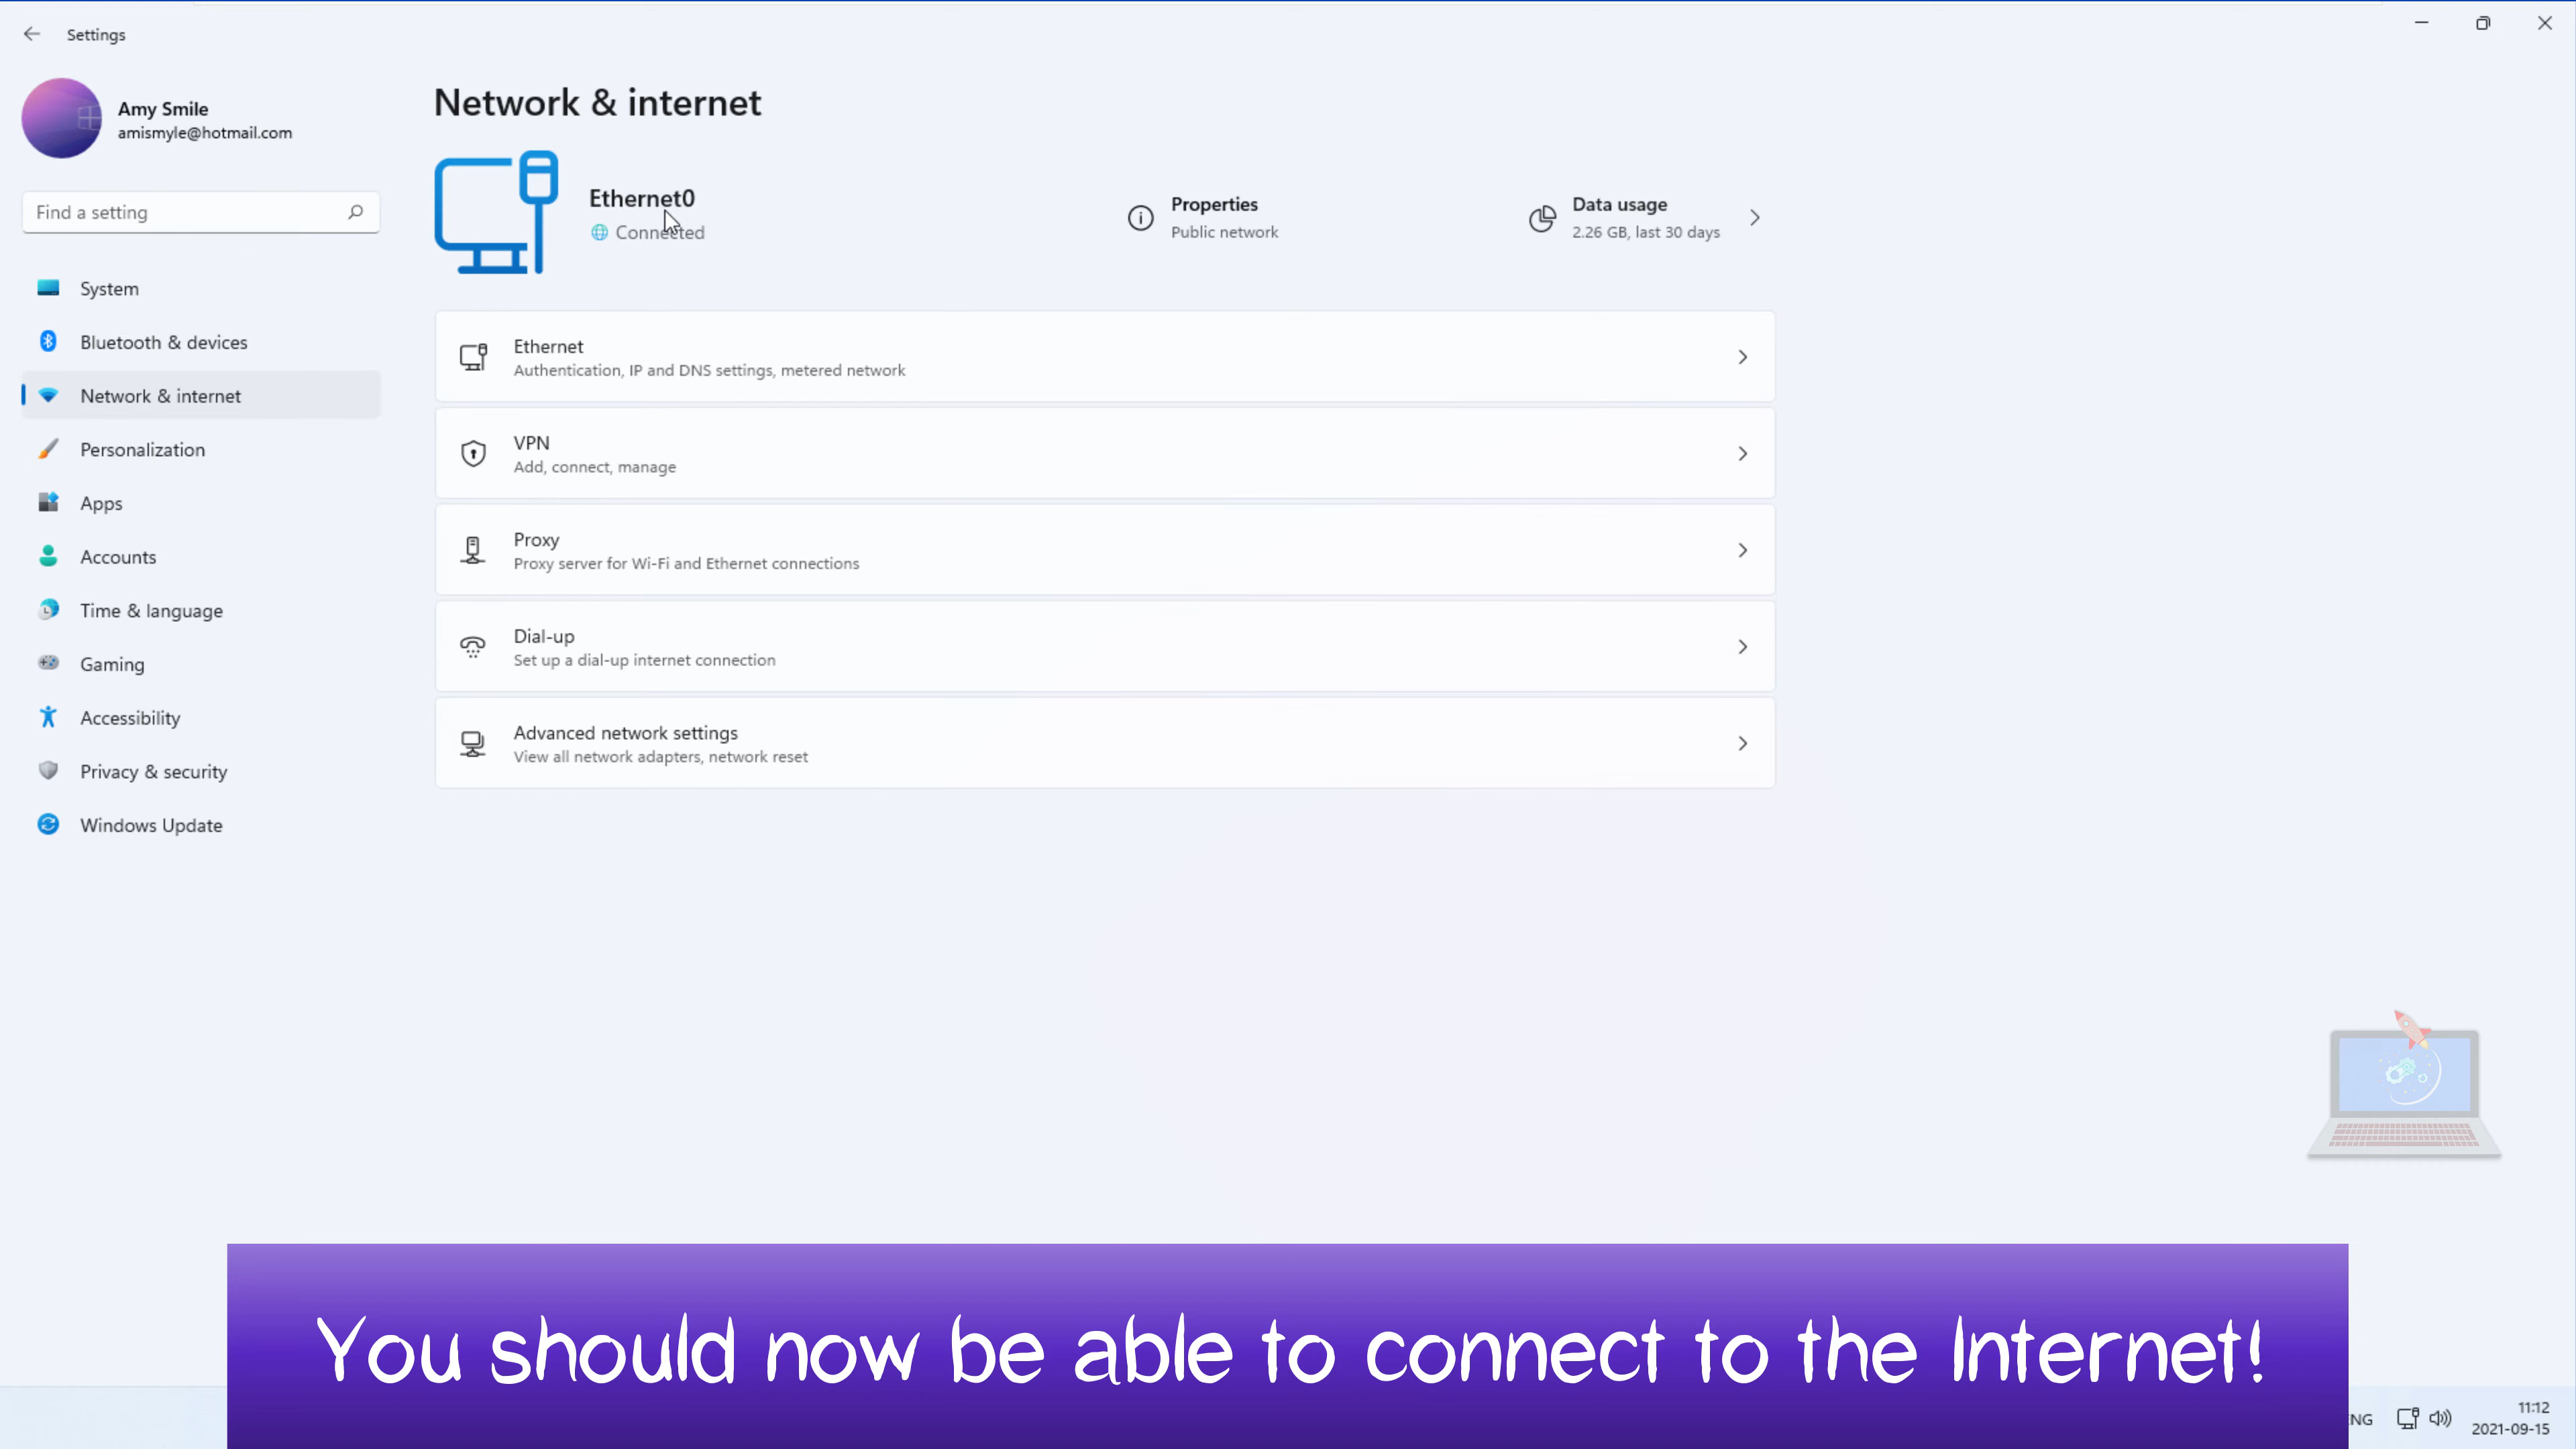 Settings
Amy Smile
amismyle@hotmail.com
Find a setting
System
Bluetooth & devices
Network & internet
Personalization
Apps
Accounts
Time & language
Gaming
Accessibility
Privacy & security
Windows Update
Network & internet
Ethernet0
Connected
Properties
Public network
Data usage
2.26 GB, last 30 days
Ethernet
Authentication, IP and DNS settings, metered network
VPN
Add, connect, manage
Proxy
Proxy server for Wi-Fi and Ethernet connections
Dial-up
Set up a dial-up internet connection
Advanced network settings
View all network adapters, network reset
You should now be able to connect to the Internet!
11:12
2021-09-15